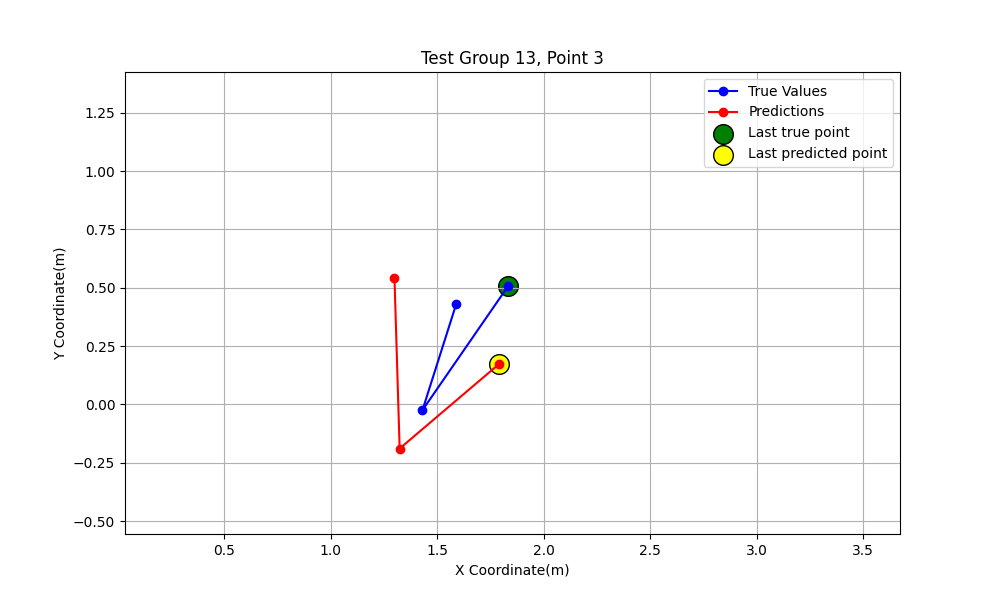 Test Group 13, Point 3
True Values
Predictions
Last true point
Last predicted point
Y Coordinate(m)
1.25
1.00
0.75
0.50
0.25
0.00
−0.25
−0.50
0.5 1.0 1.5 2.0 2.5 3.0 3.5
X Coordinate(m)